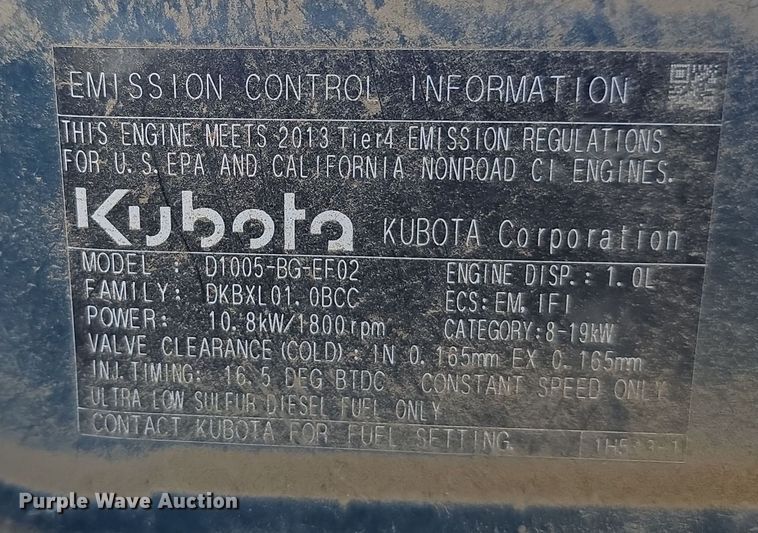 EMISSION CONTROL INFORMATION
THIS ENGINE MEETS 2013 Tier4 EMISSION REGULATIONS
FOR U.S.EPA AND CALIFORNIA NONROAD CI ENGINES.
Kubota KUBOTA Corporation
MODEL : D1005-BG-EF02 ENGINE DISP.: 1.0L
FAMILY: DKBXL01.0BCC ECS:EM,IFI
POWER: 10.8kW/1800rpm CATEGORY:8-19kW
VALVE CLEARANCE(COLD): IN 0.165mm EX 0.165mm
INJ.TIMING: 16.5 DEG BTDC CONSTANT SPEED ONLY
ULTRA LOW SULFUR DIESEL FUEL ONLY
CONTACT KUBOTA FOR FUEL SETTING.
Purple Wave Auction